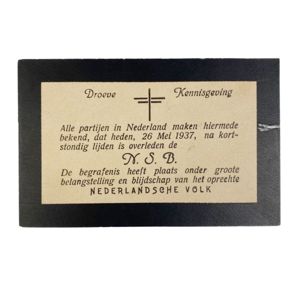 Droeve Kennisgeving
Alle partijen in Nederland maken hiermede
bekend, dat heden, 26 Mei 1937, na kort-
stondig lijden is overleden de
N. S. B.
De begrafenis heeft plaats onder groote
belangstelling en blijdschap van het oprechte
NEDERLANDSCHE VOLK